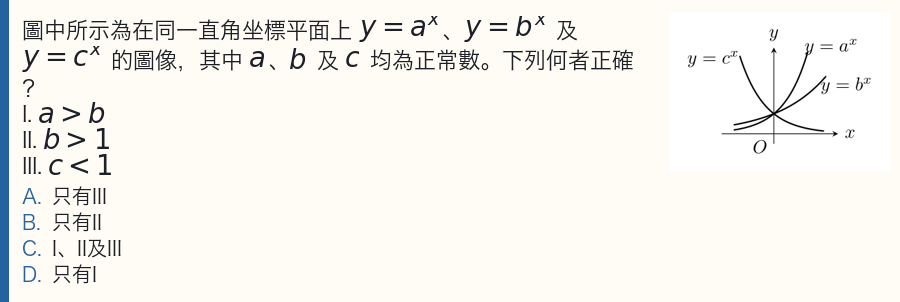 圖中所示為在同一直角坐標平面上 y = a^x、y = b^x 及
y = c^x 的圖像，其中 a、b 及 c 均為正常數。下列何者正確
?
I. a > b
II. b > 1
III. c < 1
A. 只有III
B. 只有II
C. I、II及III
D. 只有I
y
y = c^x
y = a^x
y = b^x
x
O